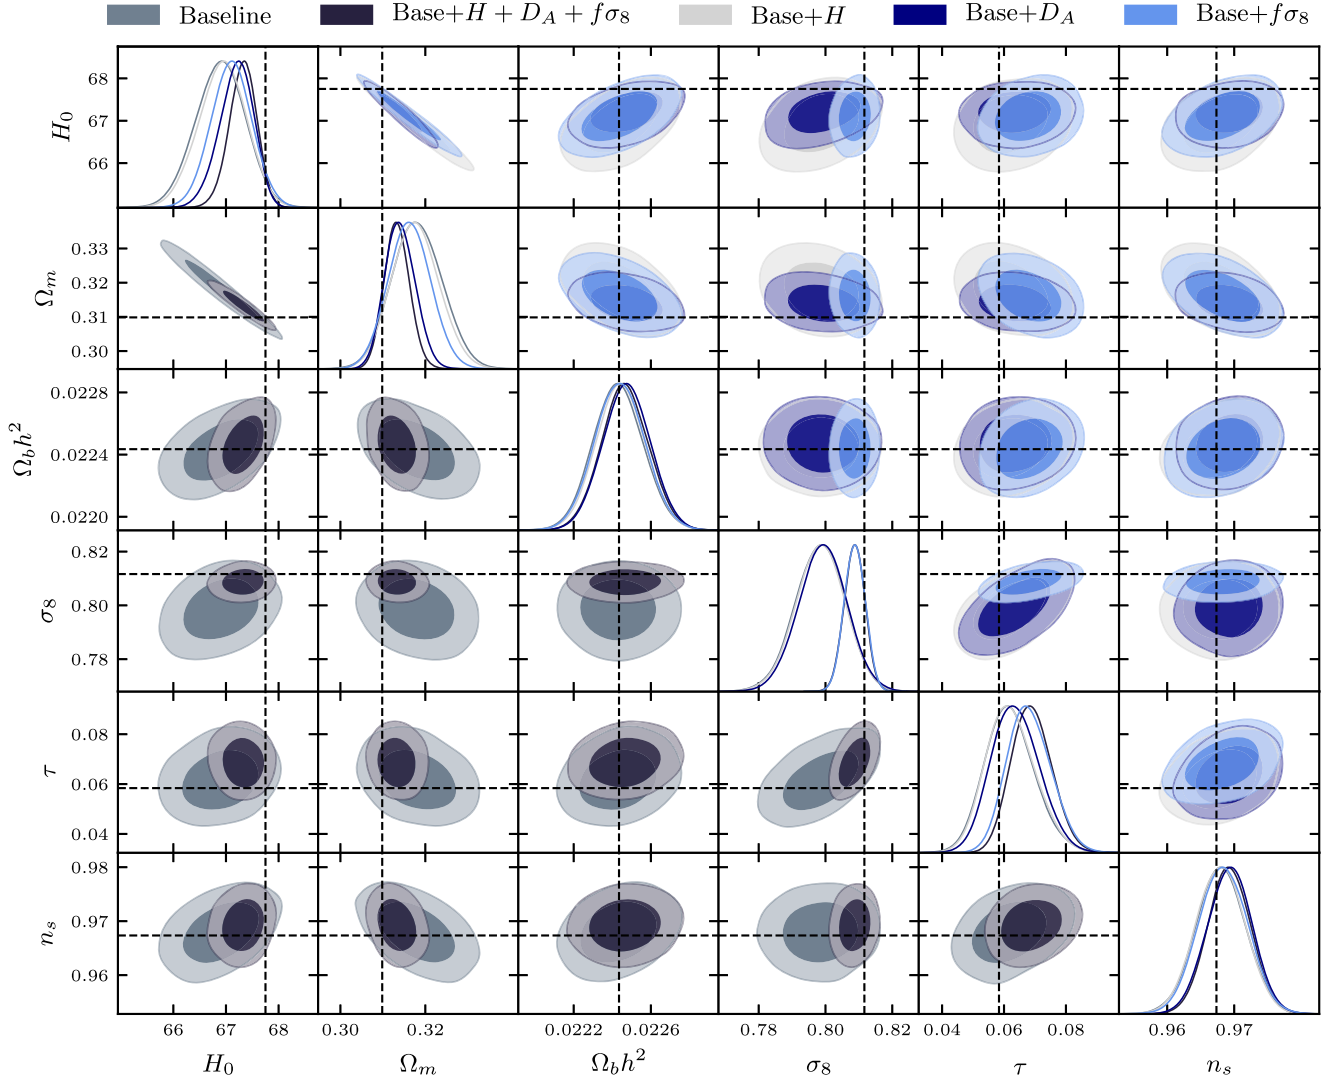 Baseline Base+H + D_A + fσ_8 Base+H Base+D_A Base+fσ_8
68
67
66
H_0
0.33
0.32
0.31
0.30
Ω_m
0.0228
0.0224
0.0220
Ω_b h^2
0.82
0.80
0.78
σ_8
0.08
0.06
0.04
τ
0.98
0.97
0.96
n_s
66 67 68 0.30 0.32 0.0222 0.0226 0.78 0.80 0.82 0.04 0.06 0.08 0.96 0.97
H_0 Ω_m Ω_b h^2 σ_8 τ n_s